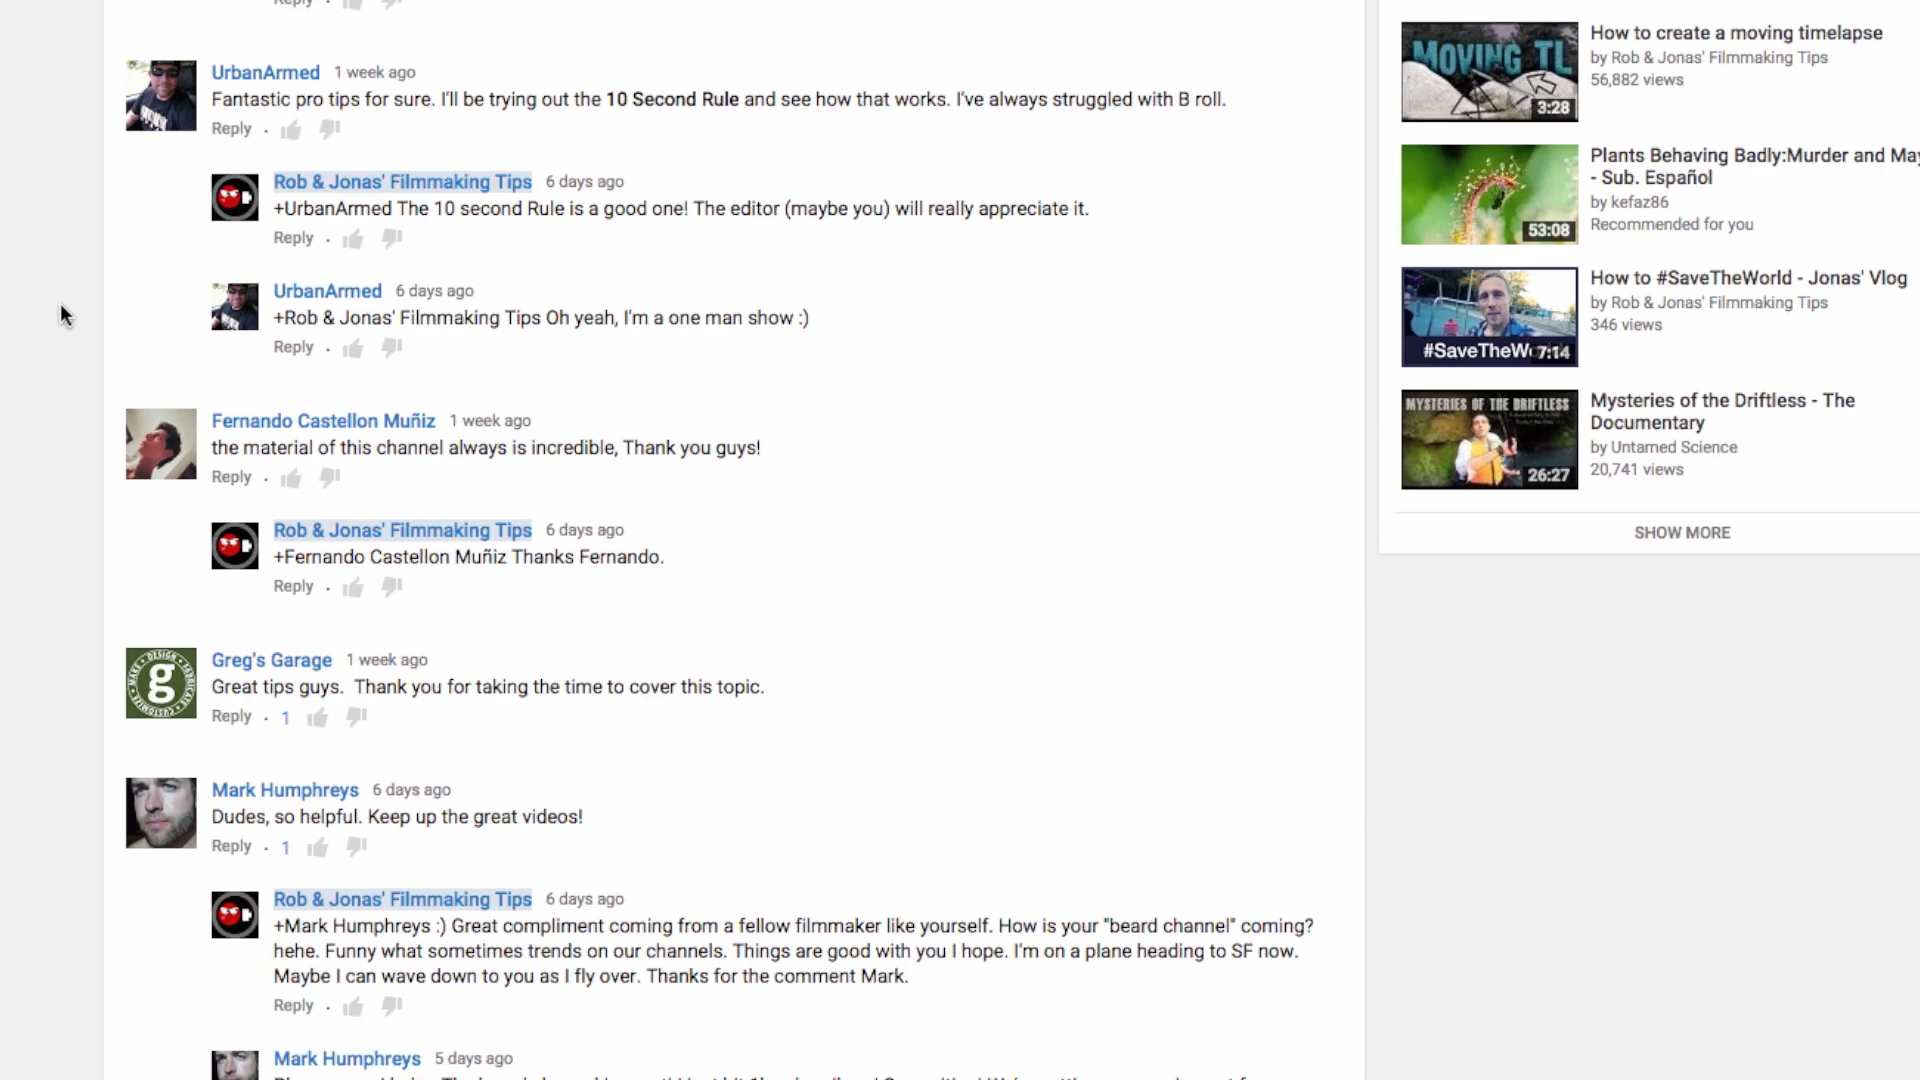 Reply ·
UrbanArmed 1 week ago
Fantastic pro tips for sure. I'll be trying out the 10 Second Rule and see how that works. I've always struggled with B roll.
Reply ·
Rob & Jonas' Filmmaking Tips 6 days ago
+UrbanArmed The 10 second Rule is a good one! The editor (maybe you) will really appreciate it.
Reply ·
UrbanArmed 6 days ago
+Rob & Jonas' Filmmaking Tips Oh yeah, I'm a one man show :)
Reply ·
Fernando Castellon Muñiz 1 week ago
the material of this channel always is incredible, Thank you guys!
Reply ·
Rob & Jonas' Filmmaking Tips 6 days ago
+Fernando Castellon Muñiz Thanks Fernando.
Reply ·
DESIGN · FABRICATE · CUSTOMIZE · MAKE
g
Greg's Garage 1 week ago
Great tips guys.  Thank you for taking the time to cover this topic.
Reply · 1
Mark Humphreys 6 days ago
Dudes, so helpful. Keep up the great videos!
Reply · 1
Rob & Jonas' Filmmaking Tips 6 days ago
+Mark Humphreys :) Great compliment coming from a fellow filmmaker like yourself. How is your "beard channel" coming?
hehe. Funny what sometimes trends on our channels. Things are good with you I hope. I'm on a plane heading to SF now.
Maybe I can wave down to you as I fly over. Thanks for the comment Mark.
Reply ·
Mark Humphreys 5 days ago
MOVING TL
3:28
How to create a moving timelapse
by Rob & Jonas' Filmmaking Tips
56,882 views
53:08
Plants Behaving Badly:Murder and May
- Sub. Español
by kefaz86
Recommended for you
#SaveTheWo
7:14
How to #SaveTheWorld - Jonas' Vlog
by Rob & Jonas' Filmmaking Tips
346 views
MYSTERIES OF THE DRIFTLESS
26:27
Mysteries of the Driftless - The
Documentary
by Untamed Science
20,741 views
SHOW MORE